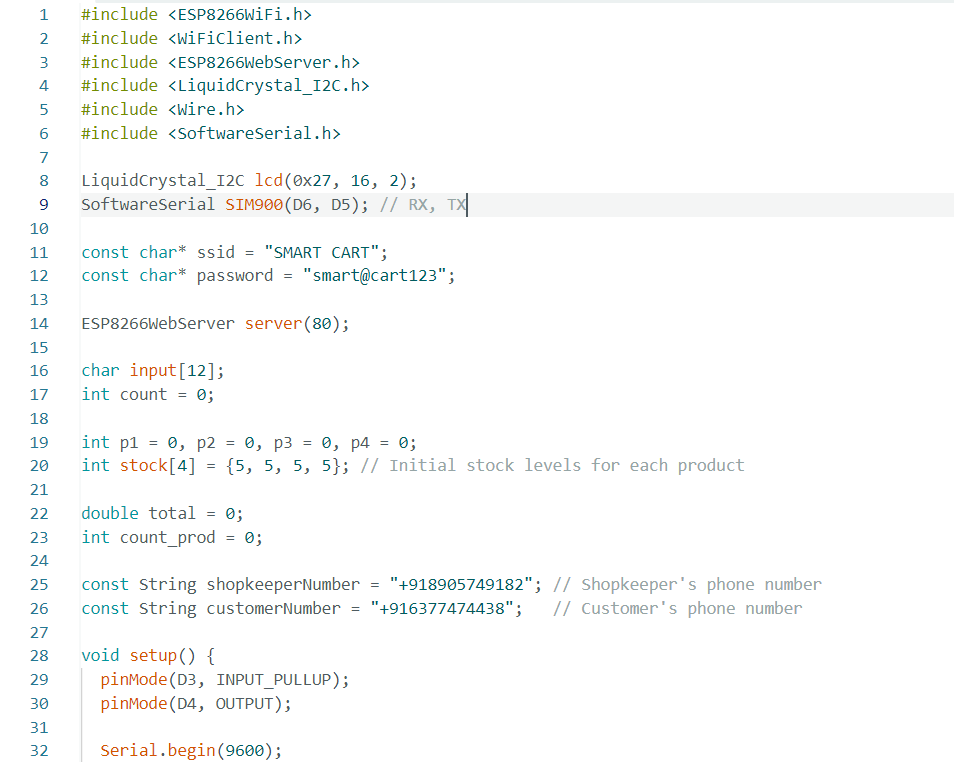 1 #include <ESP8266WiFi.h>
2 #include <WiFiClient.h>
3 #include <ESP8266WebServer.h>
4 #include <LiquidCrystal_I2C.h>
5 #include <Wire.h>
6 #include <SoftwareSerial.h>
7
8 LiquidCrystal_I2C lcd(0x27, 16, 2);
9 SoftwareSerial SIM900(D6, D5); // RX, TX
10
11 const char* ssid = "SMART CART";
12 const char* password = "smart@cart123";
13
14 ESP8266WebServer server(80);
15
16 char input[12];
17 int count = 0;
18
19 int p1 = 0, p2 = 0, p3 = 0, p4 = 0;
20 int stock[4] = {5, 5, 5, 5}; // Initial stock levels for each product
21
22 double total = 0;
23 int count_prod = 0;
24
25 const String shopkeeperNumber = "+918905749182"; // Shopkeeper's phone number
26 const String customerNumber = "+916377474438";   // Customer's phone number
27
28 void setup() {
29   pinMode(D3, INPUT_PULLUP);
30   pinMode(D4, OUTPUT);
31
32   Serial.begin(9600);